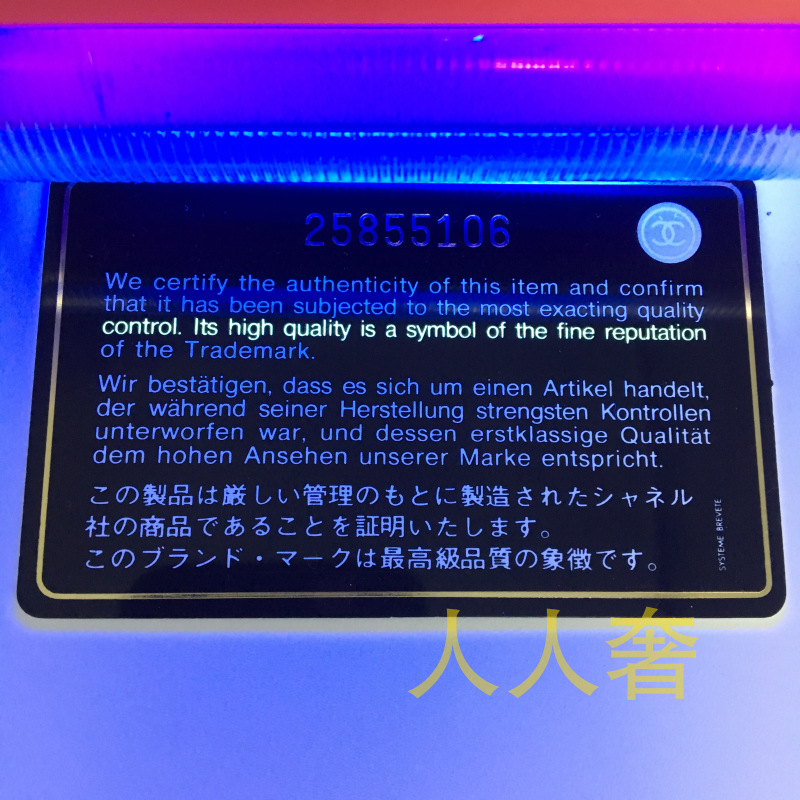 25855106
We certify the authenticity of this item and confirm
that it has been subjected to the most exacting quality
control. Its high quality is a symbol of the fine reputation
of the Trademark.
Wir bestätigen, dass es sich um einen Artikel handelt,
der während seiner Herstellung strengsten Kontrollen
unterworfen war, und dessen erstklassige Qualität
dem hohen Ansehen unserer Marke entspricht.
この製品は厳しい管理のもとに製造されたシャネル
社の商品であることを証明いたします。
このブランド・マークは最高級品質の象徴です。
SYSTEME BREVETE
人人奢